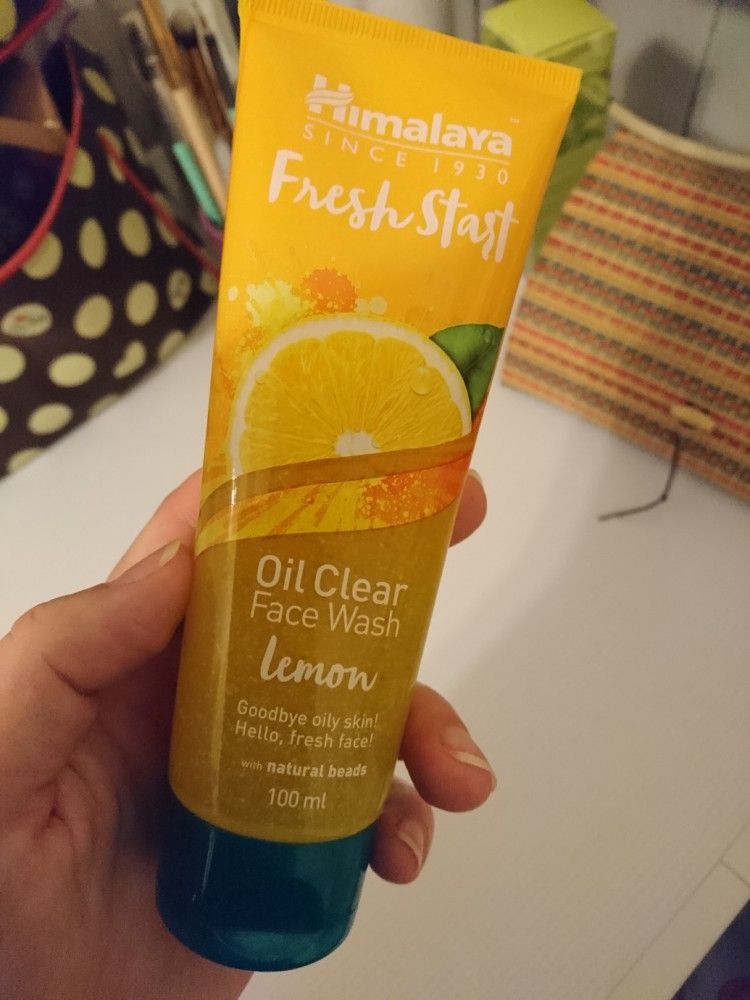 Himalaya
SINCE 1930
Fresh Start
Oil Clear
Face Wash
lemon
Goodbye oily skin!
Hello, fresh face!
with natural beads
100 ml